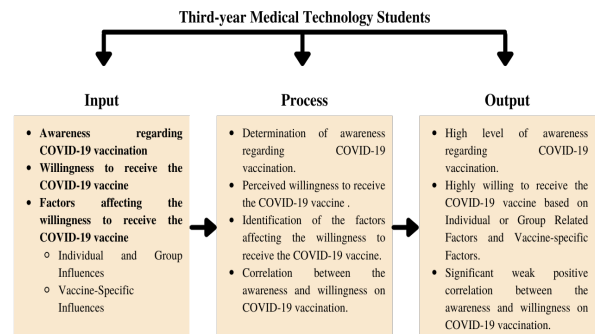 Third-year Medical Technology Students
Input
• Awareness regarding
COVID-19 vaccination
• Willingness to receive the
COVID-19 vaccine
• Factors affecting the
willingness to receive the
COVID-19 vaccine
○ Individual and Group
Influences
○ Vaccine-Specific
Influences
Process
• Determination of awareness
regarding COVID-19
vaccination.
• Perceived willingness to receive
the COVID-19 vaccine .
• Identification of the factors
affecting the willingness to
receive the COVID-19 vaccine.
• Correlation between the
awareness and willingness on
COVID-19 vaccination.
Output
• High level of awareness
regarding COVID-19
vaccination.
• Highly willing to receive the
COVID-19 vaccine based on
Individual or Group Related
Factors and Vaccine-specific
Factors.
• Significant weak positive
correlation between the
awareness and willingness on
COVID-19 vaccination.